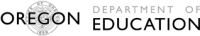 OREGON DEPARTMENT OF
EDUCATION